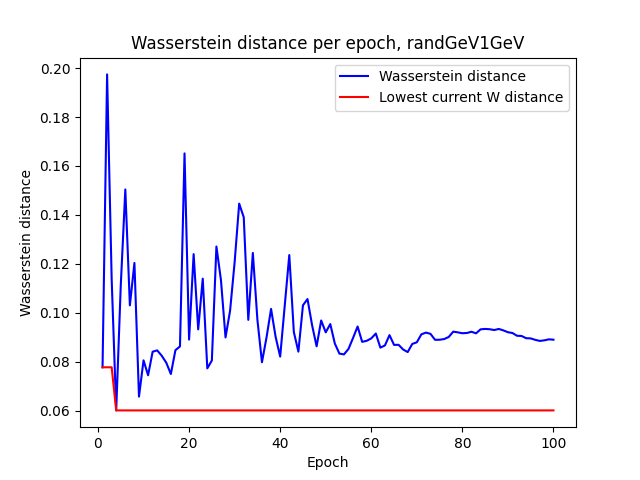 Wasserstein distance per epoch, randGeV1GeV
Wasserstein distance
Lowest current W distance
0.20
0.18
0.16
0.14
0.12
0.10
0.08
0.06
Wasserstein distance
0
20
40
60
80
100
Epoch